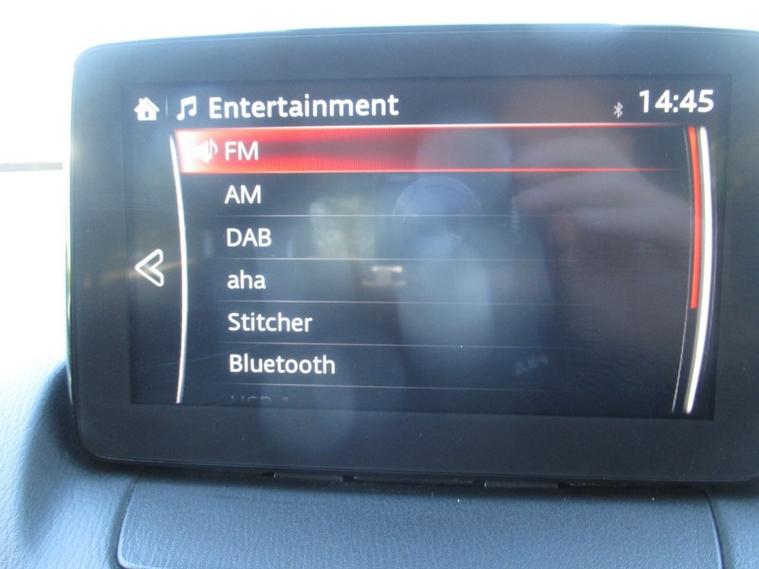 Entertainment 14:45
FM
AM
DAB
aha
Stitcher
Bluetooth